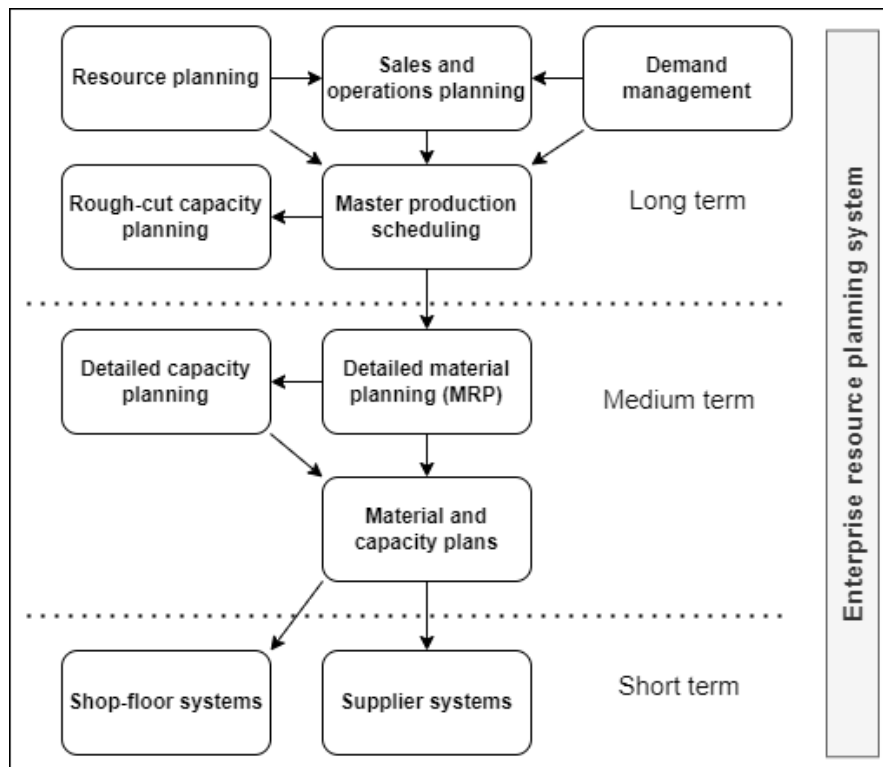 Resource planning
Sales and
operations planning
Demand
management
Rough-cut capacity
planning
Master production
scheduling
Long term
Detailed capacity
planning
Detailed material
planning (MRP)
Medium term
Material and
capacity plans
Shop-floor systems
Supplier systems
Short term
Enterprise resource planning system